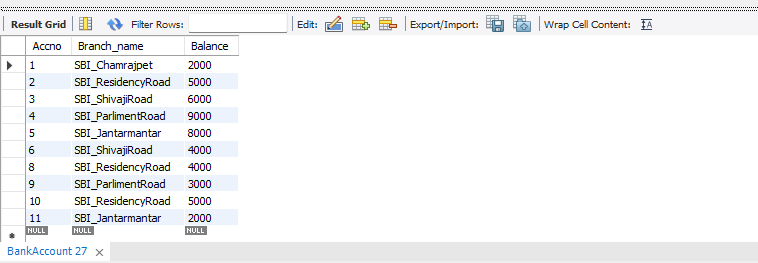 Result Grid Filter Rows: Edit: Export/Import: Wrap Cell Content: IA
Accno Branch_name Balance
1 SBI_Chamrajpet 2000
2 SBI_ResidencyRoad 5000
3 SBI_ShivajiRoad 6000
4 SBI_ParlimentRoad 9000
5 SBI_Jantarmantar 8000
6 SBI_ShivajiRoad 4000
8 SBI_ResidencyRoad 4000
9 SBI_ParlimentRoad 3000
10 SBI_ResidencyRoad 5000
11 SBI_Jantarmantar 2000
NULL NULL NULL
BankAccount 27 ×